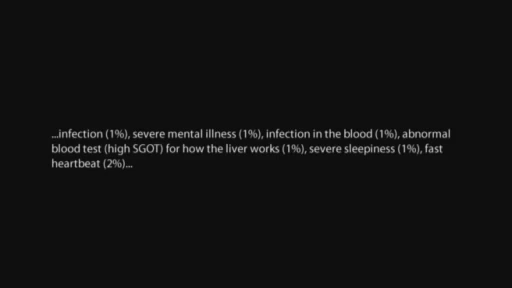 ...infection (1%), severe mental illness (1%), infection in the blood (1%), abnormal
blood test (high SGOT) for how the liver works (1%), severe sleepiness (1%), fast
heartbeat (2%)...